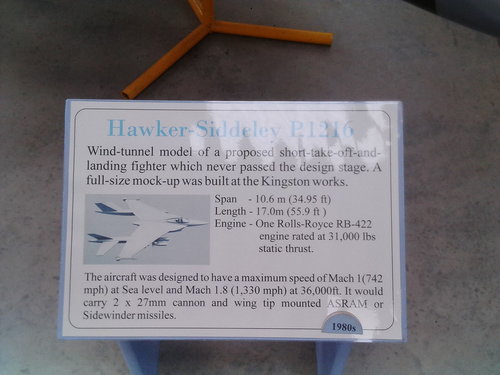 Hawker-Siddeley P.1216
Wind-tunnel model of a proposed short-take-off-and-
landing fighter which never passed the design stage. A
full-size mock-up was built at the Kingston works.
Span - 10.6 m (34.95 ft)
Length - 17.0m (55.9 ft )
Engine - One Rolls-Royce RB-422
engine rated at 31,000 lbs
static thrust.
The aircraft was designed to have a maximum speed of Mach 1(742
mph) at Sea level and Mach 1.8 (1,330 mph) at 36,000ft. It would
carry 2 x 27mm cannon and wing tip mounted ASRAM or
Sidewinder missiles.
1980s